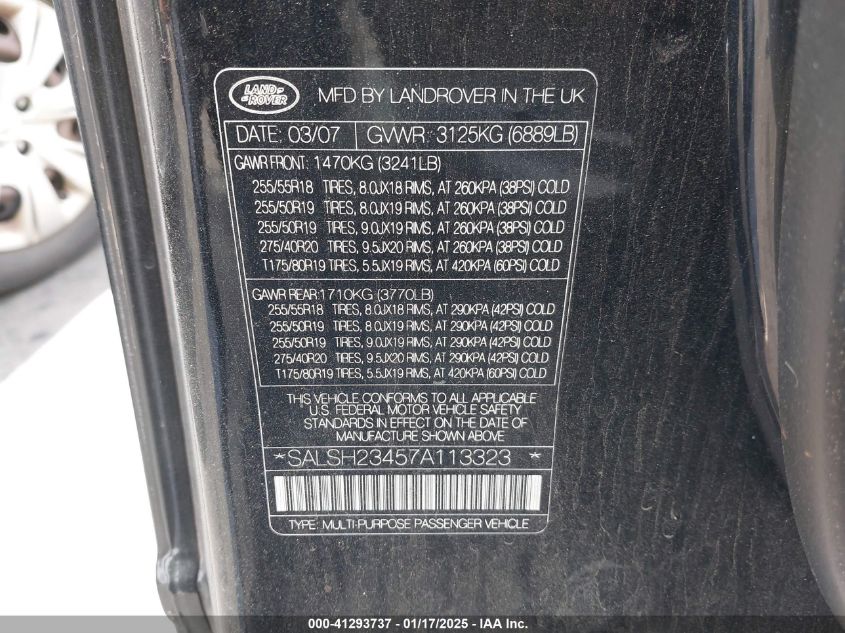 LAND ROVER
MFD BY LANDROVER IN THE UK
DATE: 03/07 GVWR: 3125KG (6889LB)
GAWR FRONT: 1470KG (3241LB)
255/55R18 TIRES, 8.0JX18 RIMS, AT 260KPA (38PSI) COLD
255/50R19 TIRES, 8.0JX19 RIMS, AT 260KPA (38PSI) COLD
255/50R19 TIRES, 9.0JX19 RIMS, AT 260KPA (38PSI) COLD
275/40R20 TIRES, 9.5JX20 RIMS, AT 260KPA (38PSI) COLD
T175/80R19 TIRES, 5.5JX19 RIMS, AT 420KPA (60PSI) COLD
GAWR REAR: 1710KG (3770LB)
255/55R18 TIRES, 8.0JX18 RIMS, AT 290KPA (42PSI) COLD
255/50R19 TIRES, 8.0JX19 RIMS, AT 290KPA (42PSI) COLD
255/50R19 TIRES, 9.0JX19 RIMS, AT 290KPA (42PSI) COLD
275/40R20 TIRES, 9.5JX20 RIMS, AT 290KPA (42PSI) COLD
T175/80R19 TIRES, 5.5JX19 RIMS, AT 420KPA (60PSI) COLD
THIS VEHICLE CONFORMS TO ALL APPLICABLE
U.S. FEDERAL MOTOR VEHICLE SAFETY
STANDARDS IN EFFECT ON THE DATE OF
MANUFACTURE SHOWN ABOVE
*SALSH23457A113323 *
TYPE: MULTI-PURPOSE PASSENGER VEHICLE
000-41293737 - 01/17/2025 - IAA Inc.